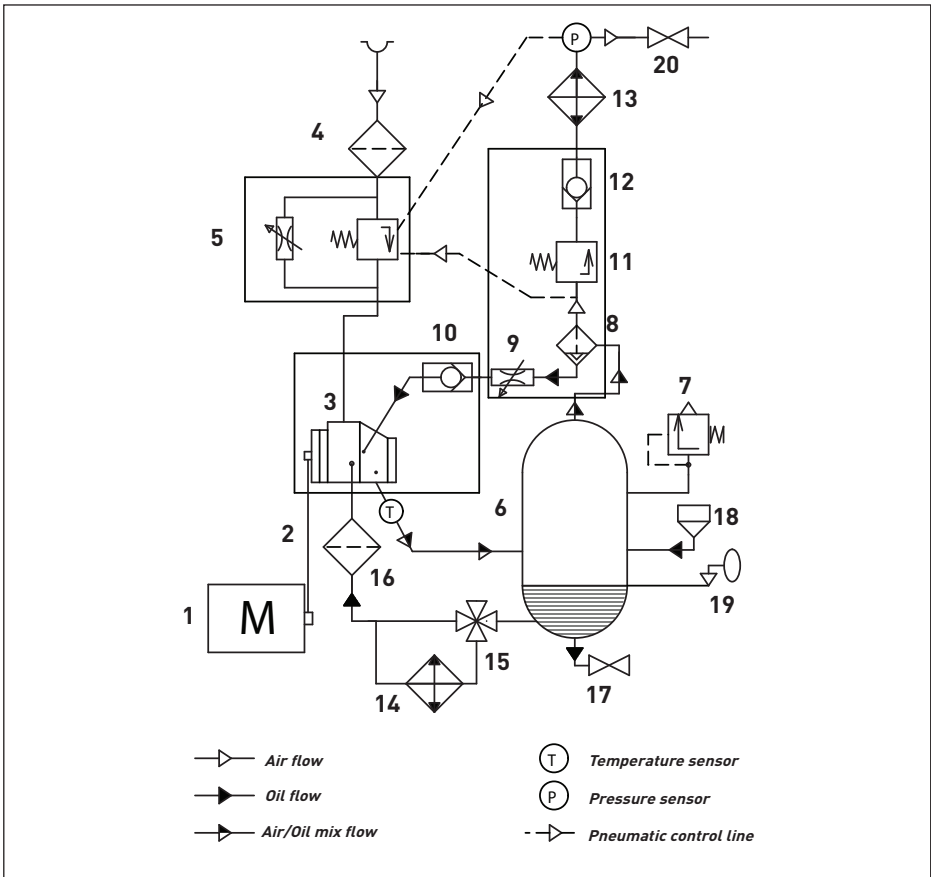 P
20
13
4
12
5
11
8
10
9
7
3
6
18
T
2
16
19
1
M
15
14
17
Air flow
T
Temperature sensor
Oil flow
P
Pressure sensor
Air/Oil mix flow
Pneumatic control line